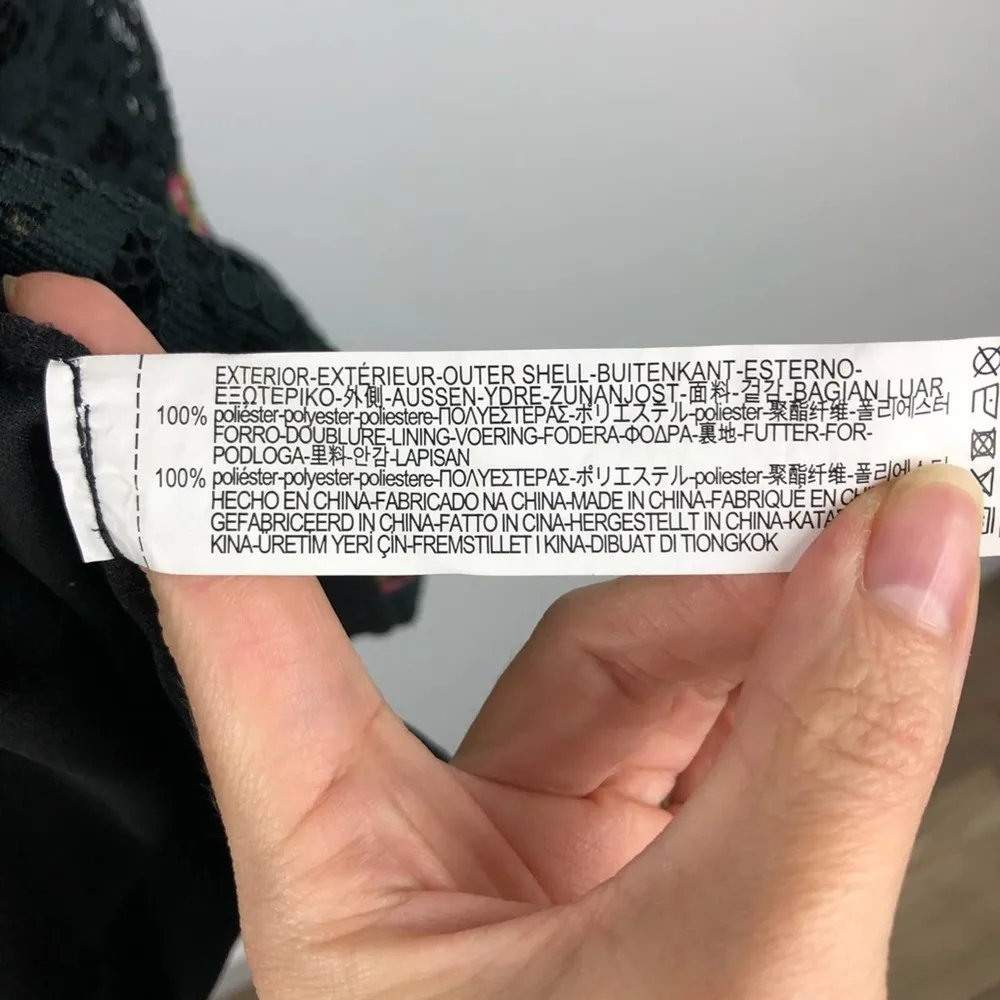 EXTERIOR-EXTÉRIEUR-OUTER SHELL-BUITENKANT-ESTERNO-
ΕΞΩΤΕΡΙΚΟ-外側-AUSSEN-YDRE-ZUNANJOST-面料-겉감-BAGIAN LUAR
100% poliéster-polyester-poliestere-ΠΟΛΥΕΣΤΕΡΑΣ-ポリエステル-poliester-聚酯纤维-폴리에스터
FORRO-DOUBLURE-LINING-VOERING-FODERA-ΦΟΔΡΑ-裏地-FUTTER-FOR-
PODLOGA-里料-안감-LAPISAN
100% poliéster-polyester-poliestere-ΠΟΛΥΕΣΤΕΡΑΣ-ポリエステル-poliester-聚酯纤维-폴리에스터
HECHO EN CHINA-FABRICADO NA CHINA-MADE IN CHINA-FABRIQUÉ EN
GEFABRICEERD IN CHINA-FATTO IN CINA-HERGESTELLT IN CHINA-
KINA-ÜRETIM YERİ ÇİN-FREMSTILLET I KINA-DIBUAT DI TIONGKOK